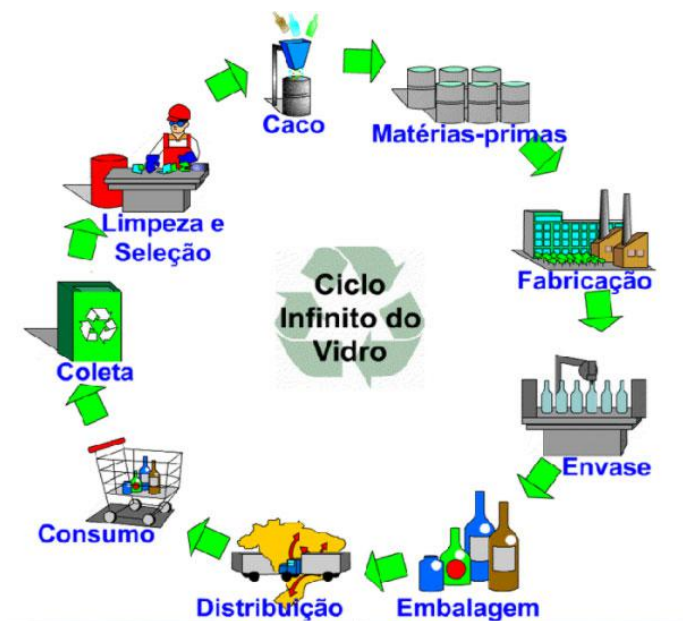 Caco
Matérias-primas
Limpeza e
Seleção
Fabricação
Ciclo
Infinito do
Vidro
Coleta
Envase
Consumo
Distribuição
Embalagem